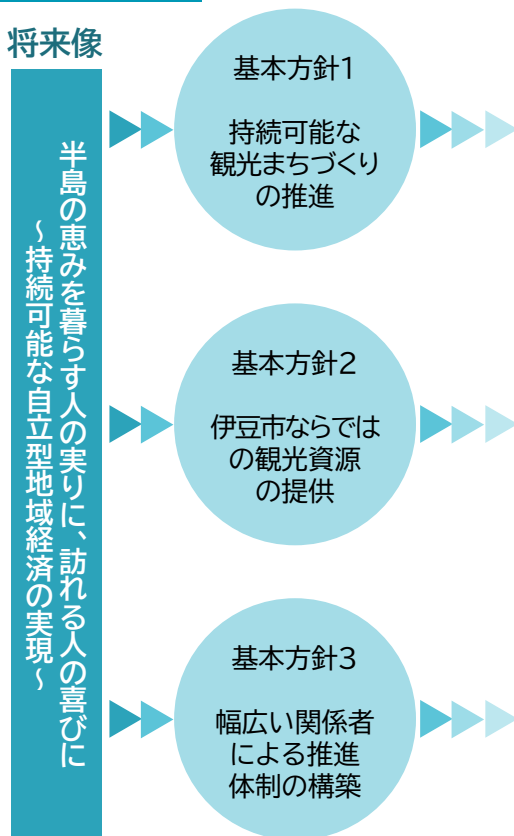 将来像
半島の恵みを暮らす人の実りに、訪れる人の喜びに
～持続可能な自立型地域経済の実現～
基本方針1
持続可能な
観光まちづくり
の推進
基本方針2
伊豆市ならでは
の観光資源
の提供
基本方針3
幅広い関係者
による推進
体制の構築